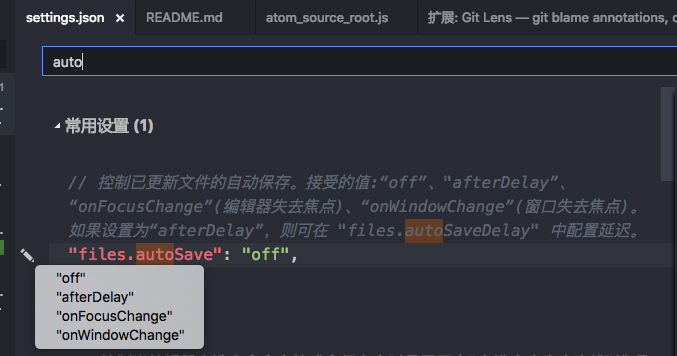 settings.json × README.md atom_source_root.js 扩展: Git Lens — git blame annotations, c
auto
常用设置 (1)
// 控制已更新文件的自动保存。接受的值:“off”、"afterDelay”、
“onFocusChange”(编辑器失去焦点)、“onWindowChange”(窗口失去焦点)。
如果设置为“afterDelay”，则可在 "files.autoSaveDelay" 中配置延迟。
"files.autoSave": "off",
"off"
"afterDelay"
"onFocusChange"
"onWindowChange"